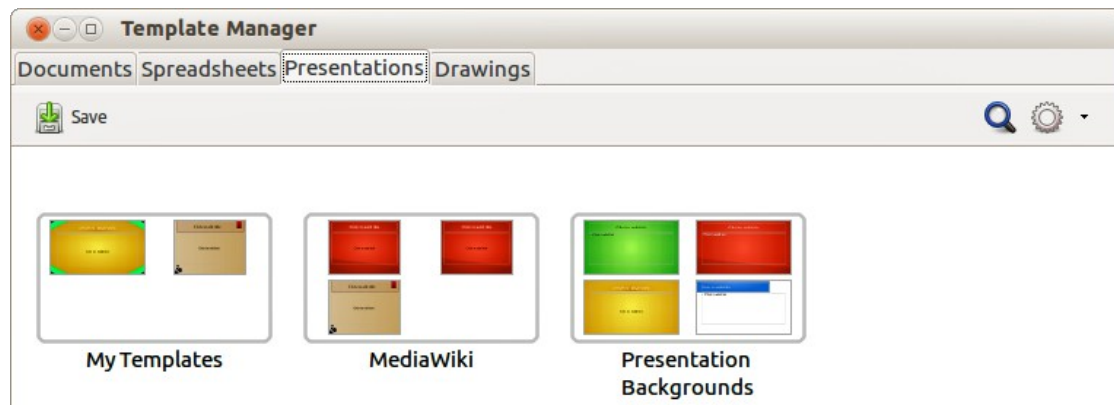 Template Manager
Documents Spreadsheets Presentations Drawings
Save
My Templates MediaWiki Presentation
Backgrounds